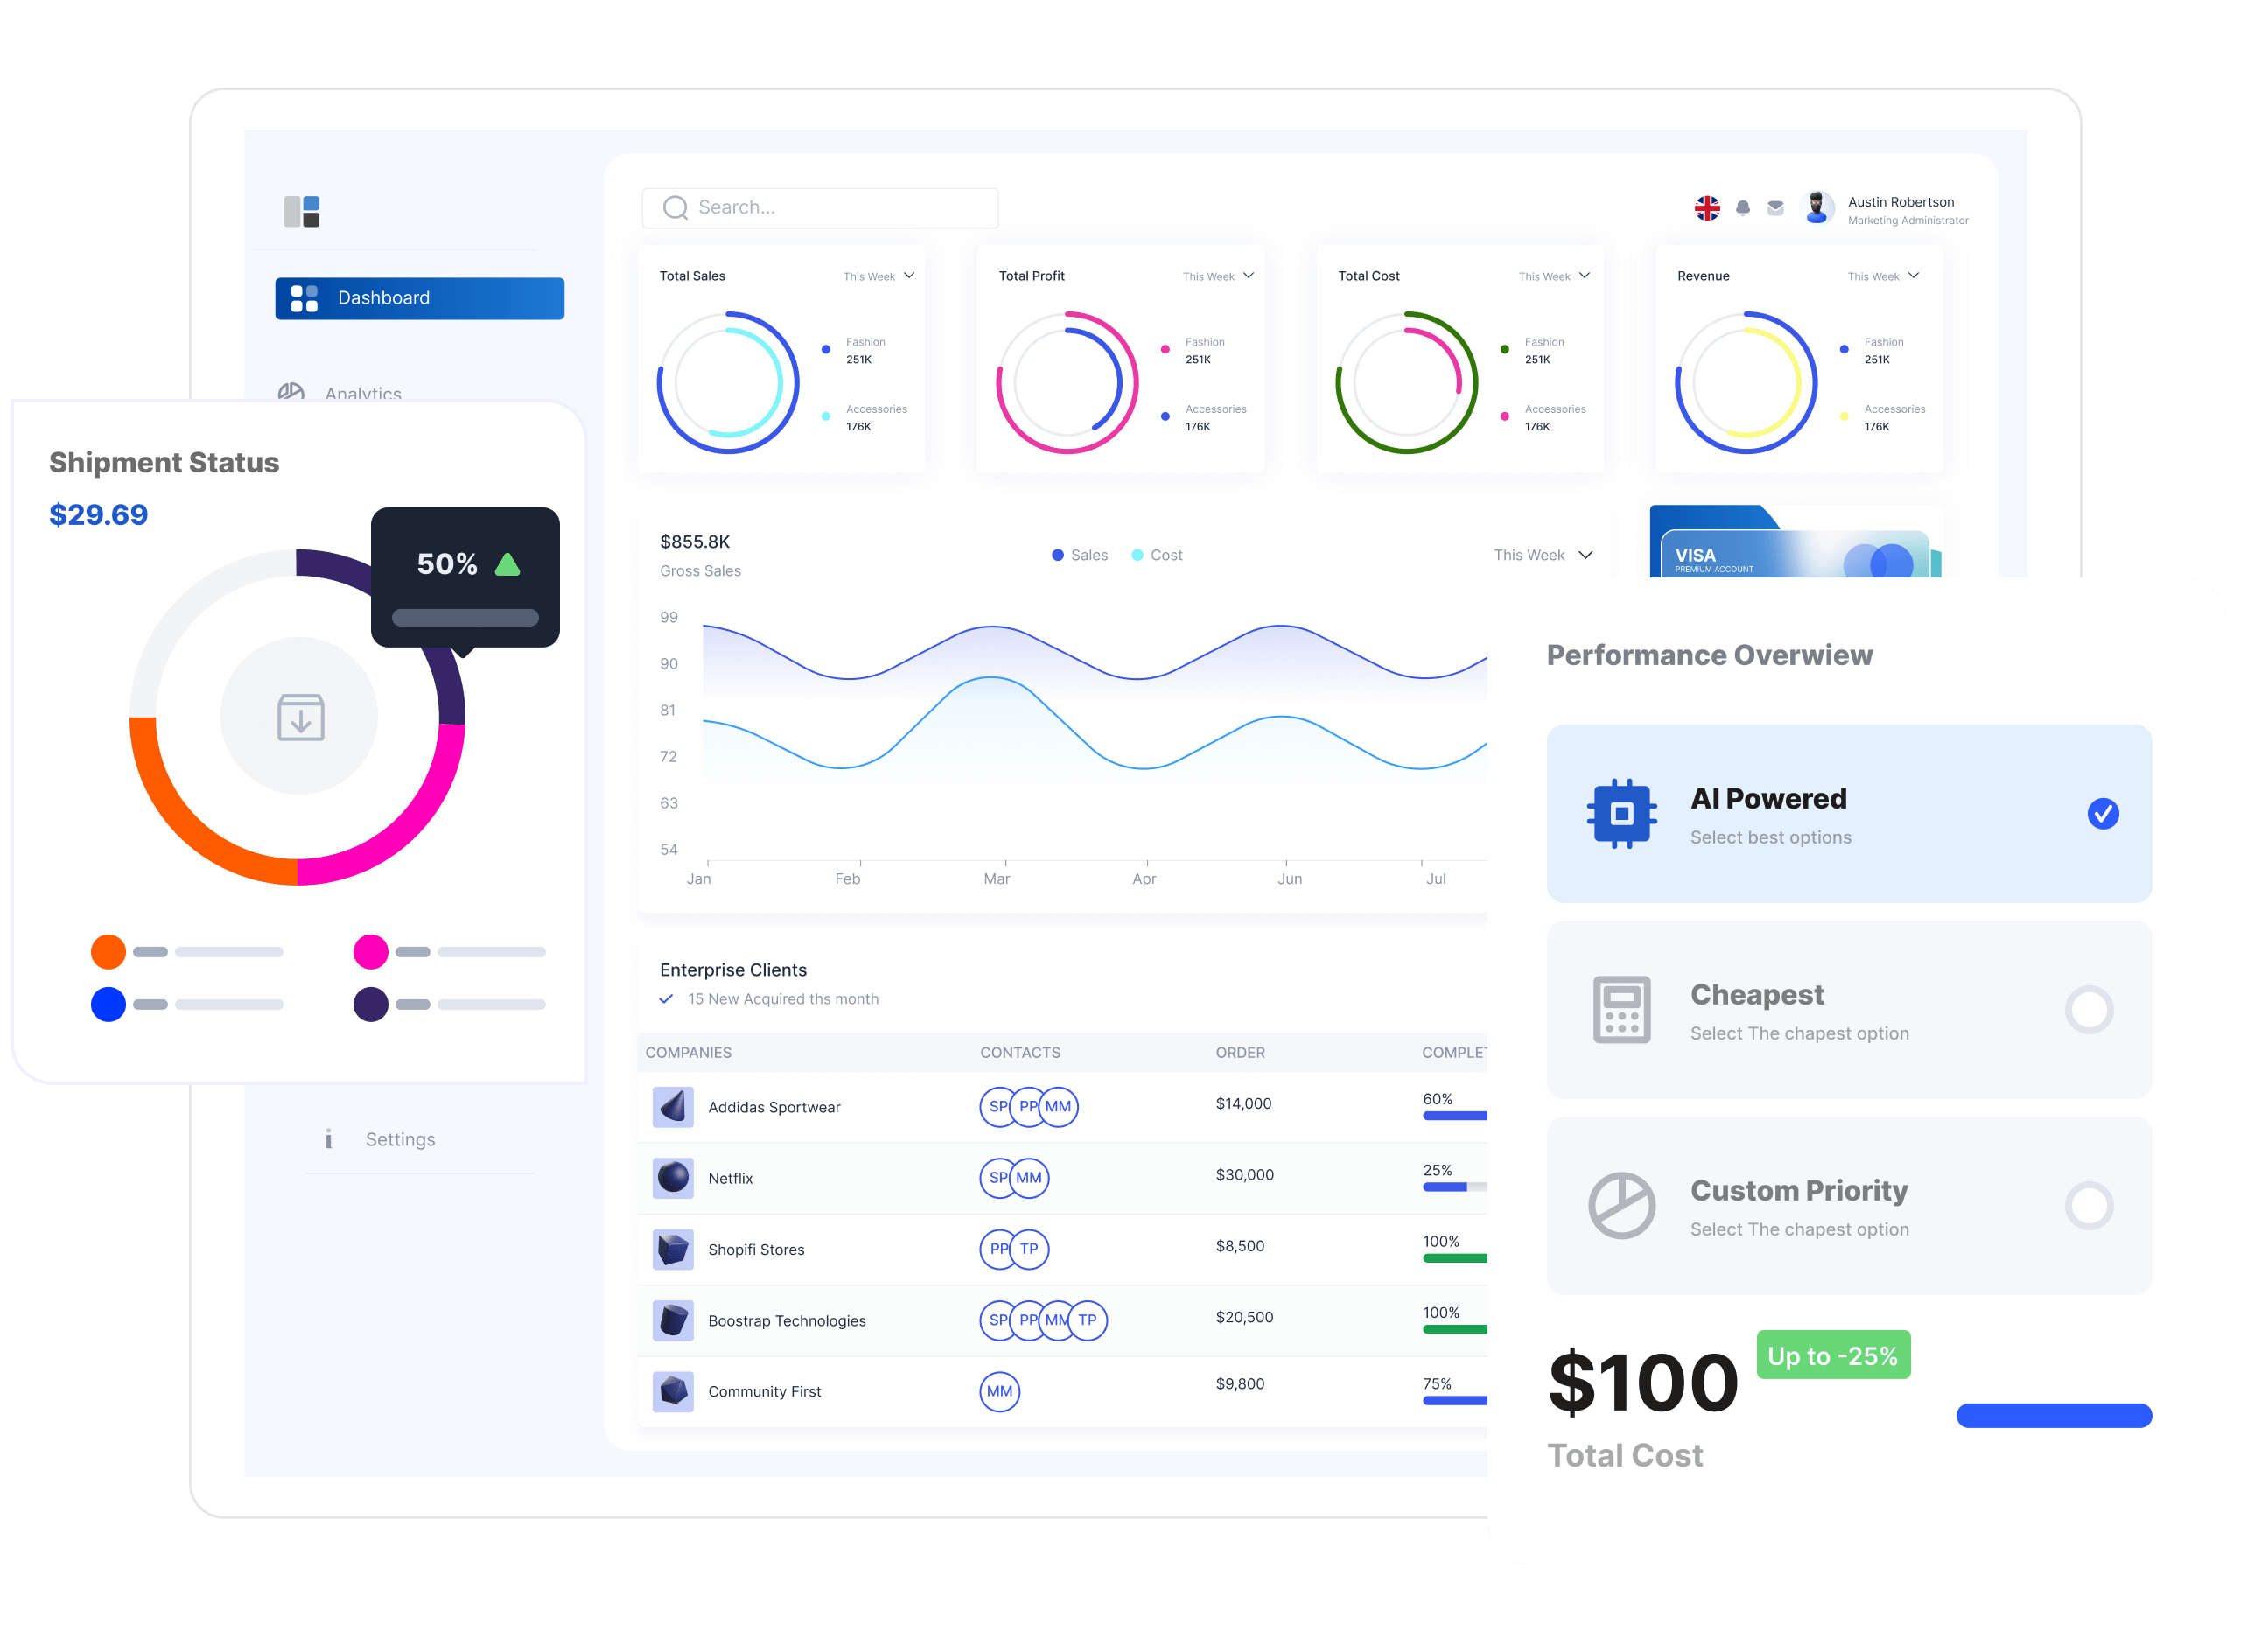 Search...
Austin Robertson
Marketing Administrator
Dashboard
Analytics
Settings
Total Sales
This Week
Fashion
251K
Accessories
176K
Total Profit
This Week
Fashion
251K
Accessories
176K
Total Cost
This Week
Fashion
251K
Accessories
176K
Revenue
This Week
Fashion
251K
Accessories
176K
Shipment Status
$29.69
50%
$855.8K
Gross Sales
Sales
Cost
This Week
99
90
81
72
63
54
Jan
Feb
Mar
Apr
Jun
Jul
VISA
PREMIUM ACCOUNT
Enterprise Clients
15 New Acquired ths month
COMPANIES CONTACTS ORDER COMPLET
Addidas Sportwear SP PP MM $14,000 60%
Netflix SP MM $30,000 25%
Shopifi Stores PP TP $8,500 100%
Boostrap Technologies SP PP MM TP $20,500 100%
Community First MM $9,800 75%
Performance Overwiew
AI Powered
Select best options
Cheapest
Select The chapest option
Custom Priority
Select The chapest option
$100
Up to -25%
Total Cost